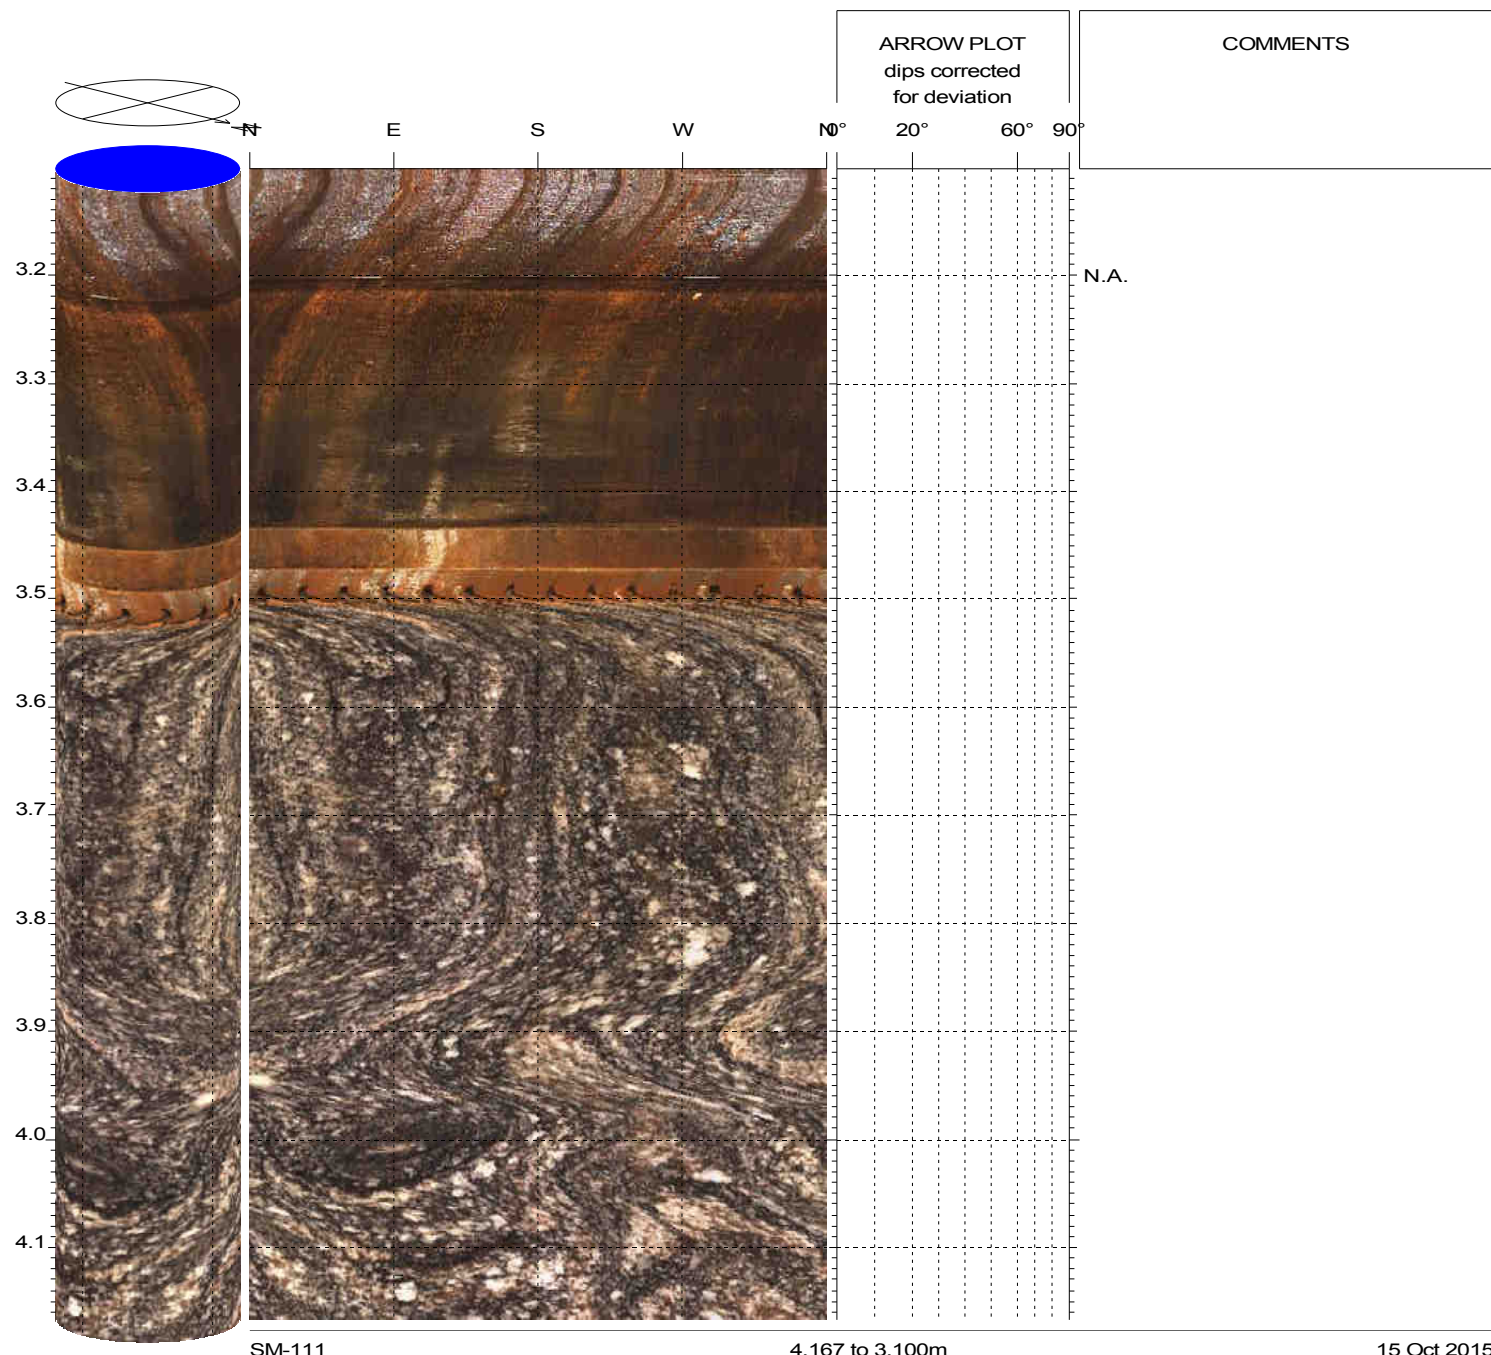 ARROW PLOT
dips corrected
for deviation
COMMENTS
N E S W N 0° 20° 60° 90°
3.2
N.A.
3.3
3.4
3.5
3.6
3.7
3.8
3.9
4.0
4.1
SM-111 4.167 to 3.100m 15 Oct 2015